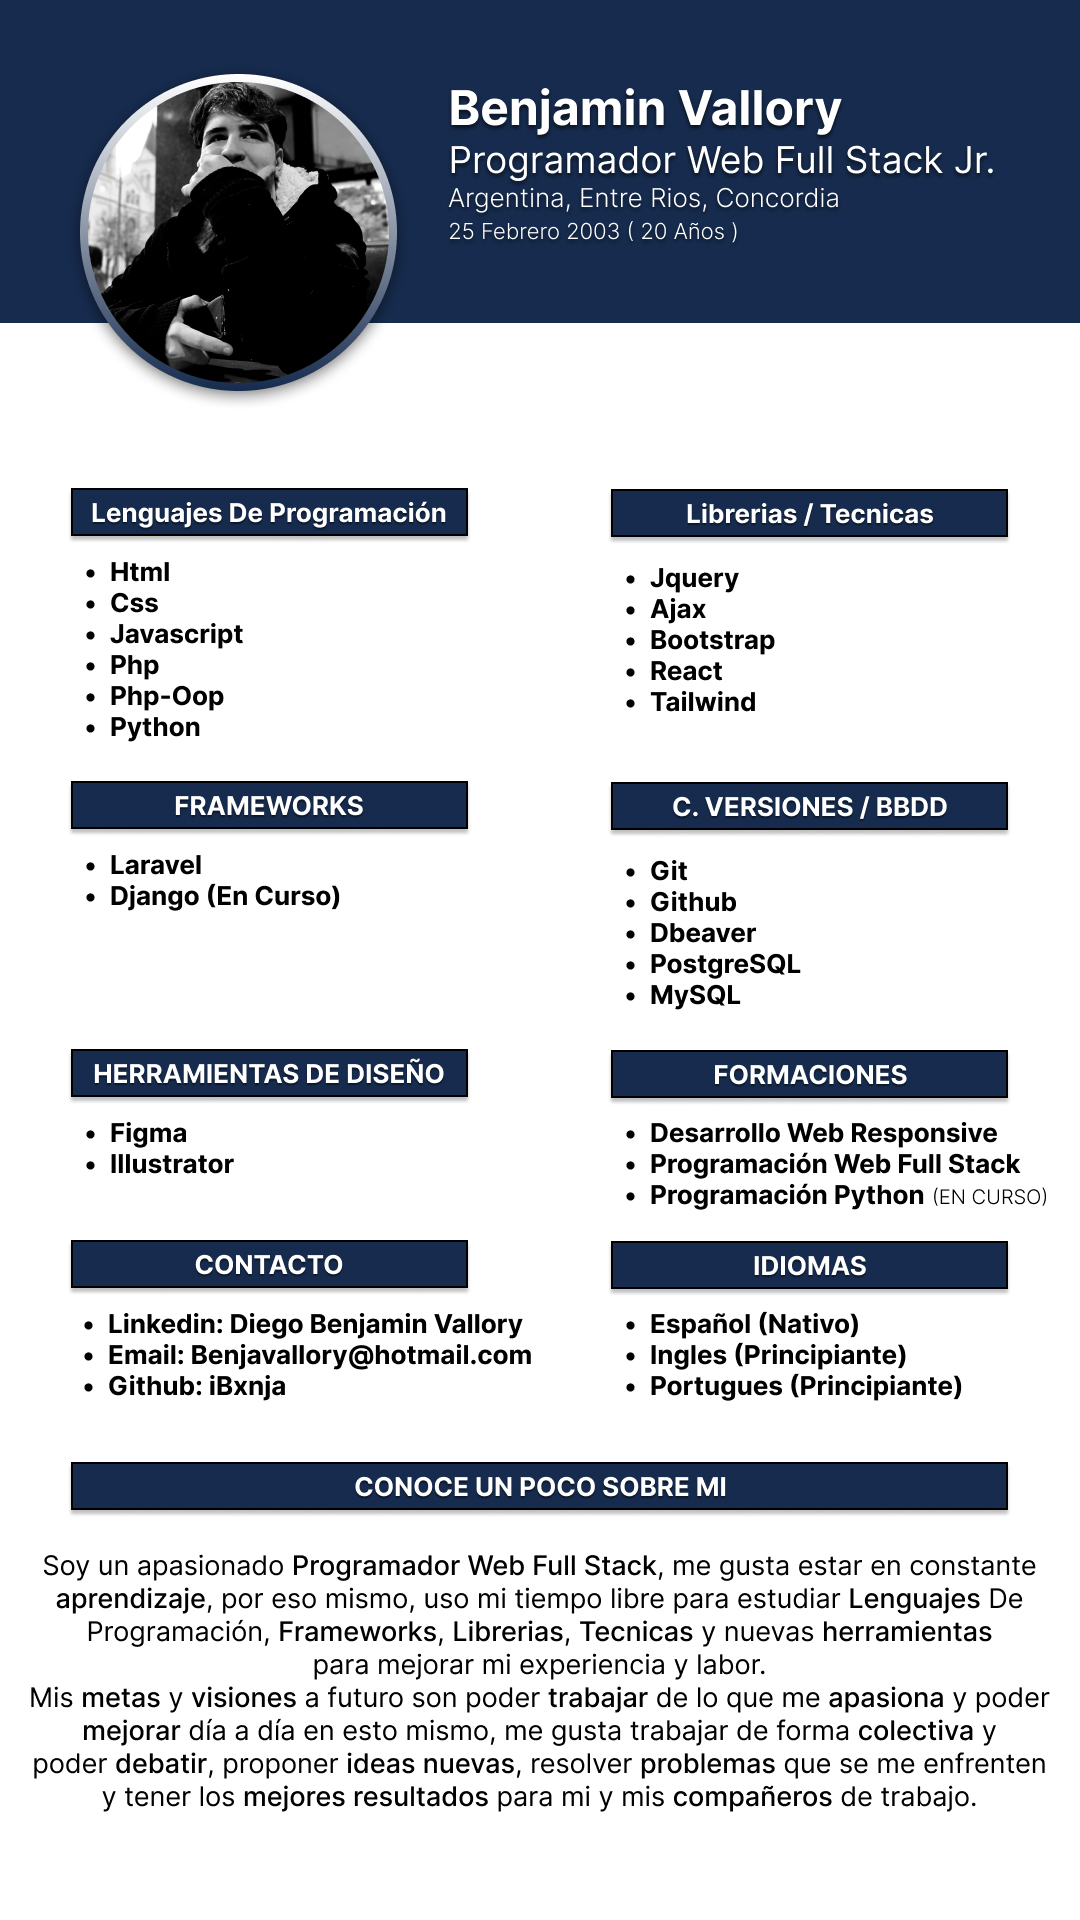 Benjamin Vallory
Programador Web Full Stack Jr.
Argentina, Entre Rios, Concordia
25 Febrero 2003 ( 20 Años )
Lenguajes De Programación
• Html
• Css
• Javascript
• Php
• Php-Oop
• Python
Librerias / Tecnicas
• Jquery
• Ajax
• Bootstrap
• React
• Tailwind
FRAMEWORKS
• Laravel
• Django (En Curso)
C. VERSIONES / BBDD
• Git
• Github
• Dbeaver
• PostgreSQL
• MySQL
HERRAMIENTAS DE DISEÑO
• Figma
• Illustrator
FORMACIONES
• Desarrollo Web Responsive
• Programación Web Full Stack
• Programación Python (EN CURSO)
CONTACTO
• Linkedin: Diego Benjamin Vallory
• Email: Benjavallory@hotmail.com
• Github: iBxnja
IDIOMAS
• Español (Nativo)
• Ingles (Principiante)
• Portugues (Principiante)
CONOCE UN POCO SOBRE MI
Soy un apasionado Programador Web Full Stack, me gusta estar en constante
aprendizaje, por eso mismo, uso mi tiempo libre para estudiar Lenguajes De
Programación, Frameworks, Librerias, Tecnicas y nuevas herramientas
para mejorar mi experiencia y labor.
Mis metas y visiones a futuro son poder trabajar de lo que me apasiona y poder
mejorar día a día en esto mismo, me gusta trabajar de forma colectiva y
poder debatir, proponer ideas nuevas, resolver problemas que se me enfrenten
y tener los mejores resultados para mi y mis compañeros de trabajo.